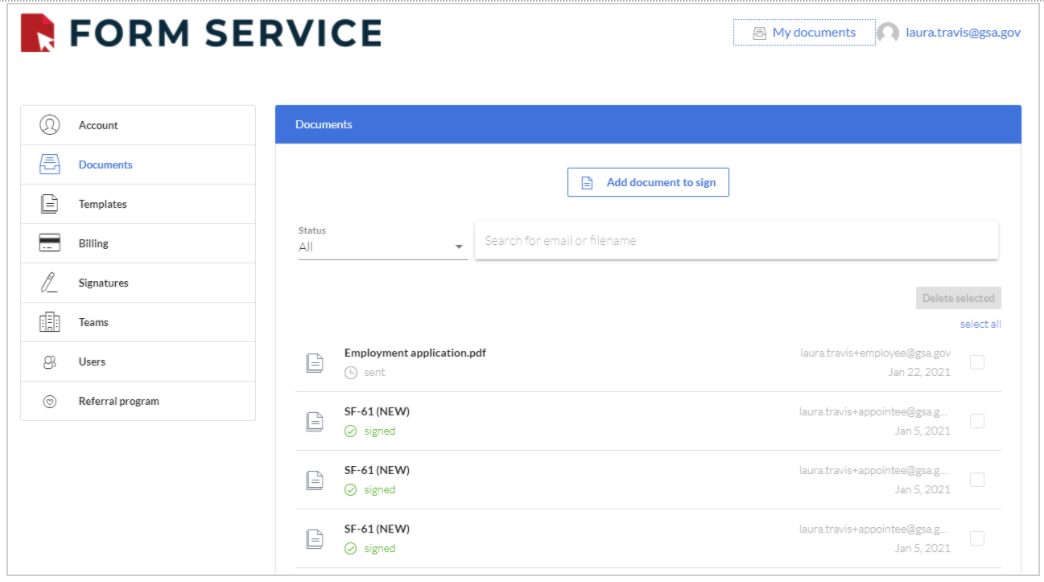 FORM SERVICE
My documents
laura.travis@gsa.gov
Account
Documents
Templates
Billing
Signatures
Teams
Users
Referral program
Documents
Add document to sign
Status
All
Search for email or filename
Delete selected
select all
Employment application.pdf
laura.travis+employee@gsa.gov
sent
Jan 22, 2021
SF-61 (NEW)
laura.travis+appointee@gsa.g...
signed
Jan 5, 2021
SF-61 (NEW)
laura.travis+appointee@gsa.g...
signed
Jan 5, 2021
SF-61 (NEW)
laura.travis+appointee@gsa.g...
signed
Jan 5, 2021